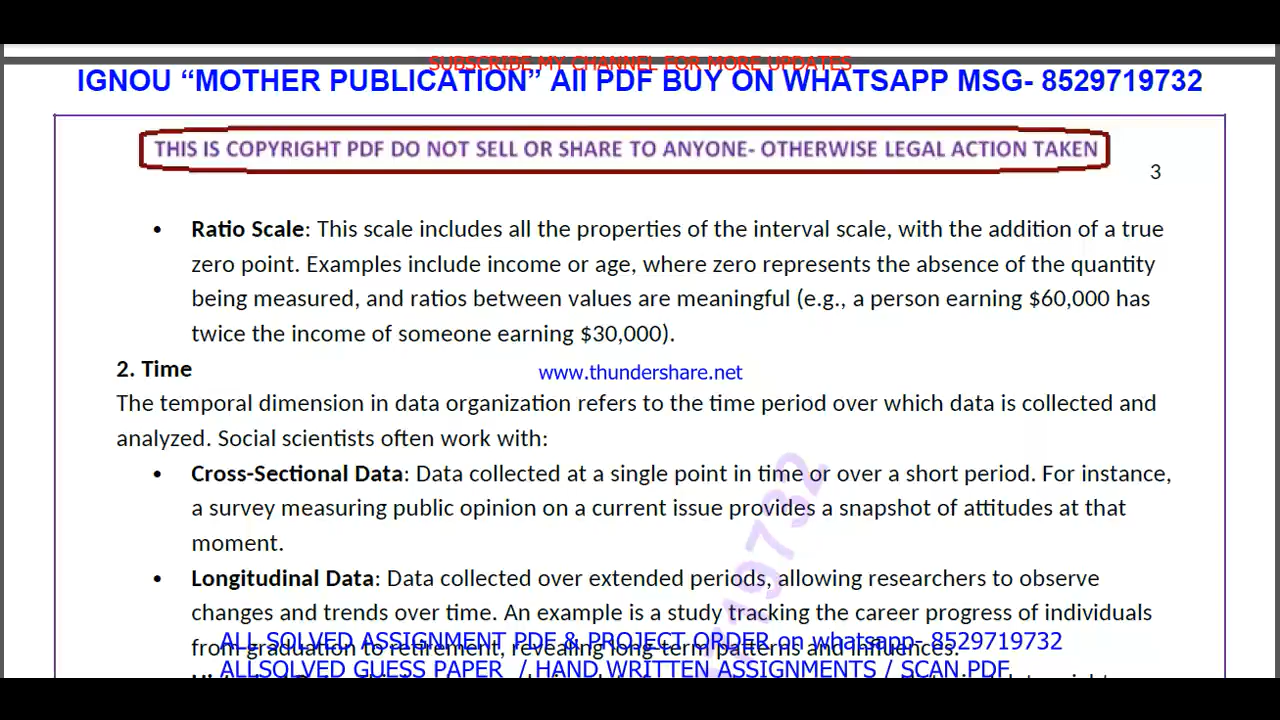 SUBSCRIBE MY CHANNEL FOR MORE UPDATES
IGNOU “MOTHER PUBLICATION” All PDF BUY ON WHATSAPP MSG- 8529719732
THIS IS COPYRIGHT PDF DO NOT SELL OR SHARE TO ANYONE- OTHERWISE LEGAL ACTION TAKEN
3
• Ratio Scale: This scale includes all the properties of the interval scale, with the addition of a true
zero point. Examples include income or age, where zero represents the absence of the quantity
being measured, and ratios between values are meaningful (e.g., a person earning $60,000 has
twice the income of someone earning $30,000).
2. Time
www.thundershare.net
The temporal dimension in data organization refers to the time period over which data is collected and
analyzed. Social scientists often work with:
• Cross-Sectional Data: Data collected at a single point in time or over a short period. For instance,
a survey measuring public opinion on a current issue provides a snapshot of attitudes at that
moment.
• Longitudinal Data: Data collected over extended periods, allowing researchers to observe
changes and trends over time. An example is a study tracking the career progress of individuals
from graduation to retirement, revealing long-term patterns and influences.
ALL SOLVED ASSIGNMENT PDF & PROJECT ORDER on whatsapp- 8529719732
ALLSOLVED GUESS PAPER / HAND WRITTEN ASSIGNMENTS / SCAN PDF
19732